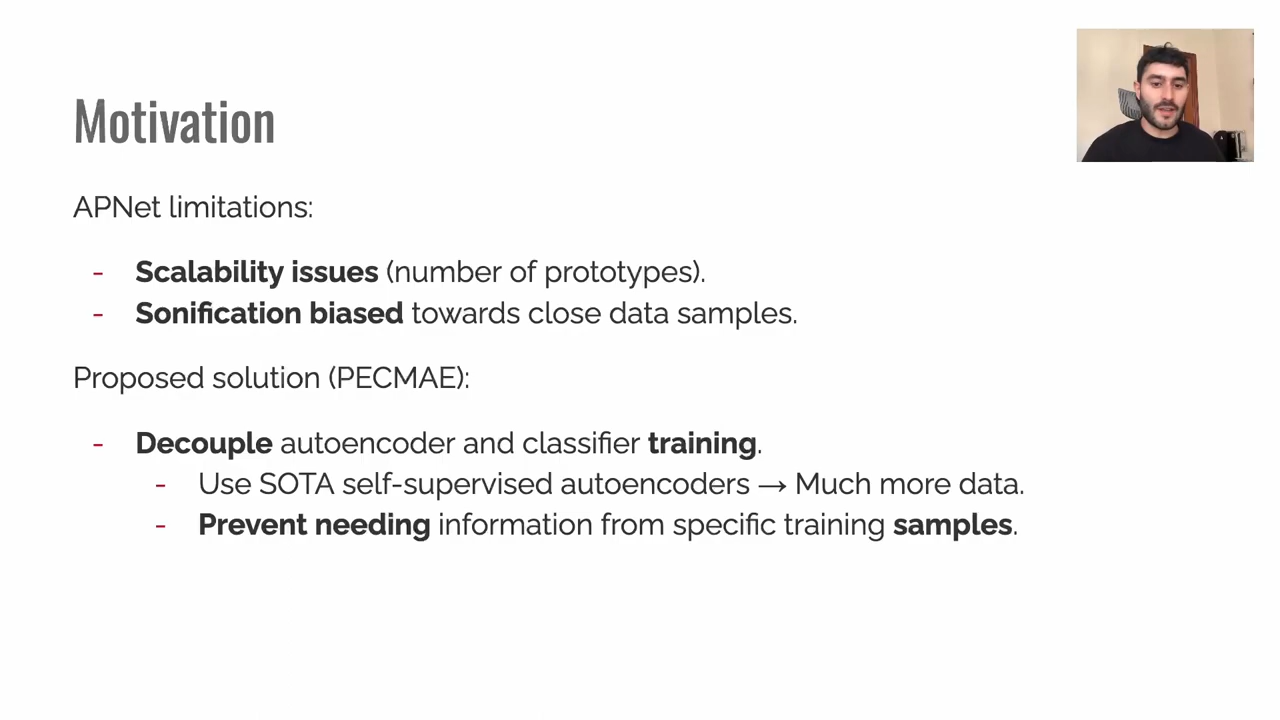 Motivation
APNet limitations:
- Scalability issues (number of prototypes).
- Sonification biased towards close data samples.
Proposed solution (PECMAE):
- Decouple autoencoder and classifier training.
- Use SOTA self-supervised autoencoders → Much more data.
- Prevent needing information from specific training samples.